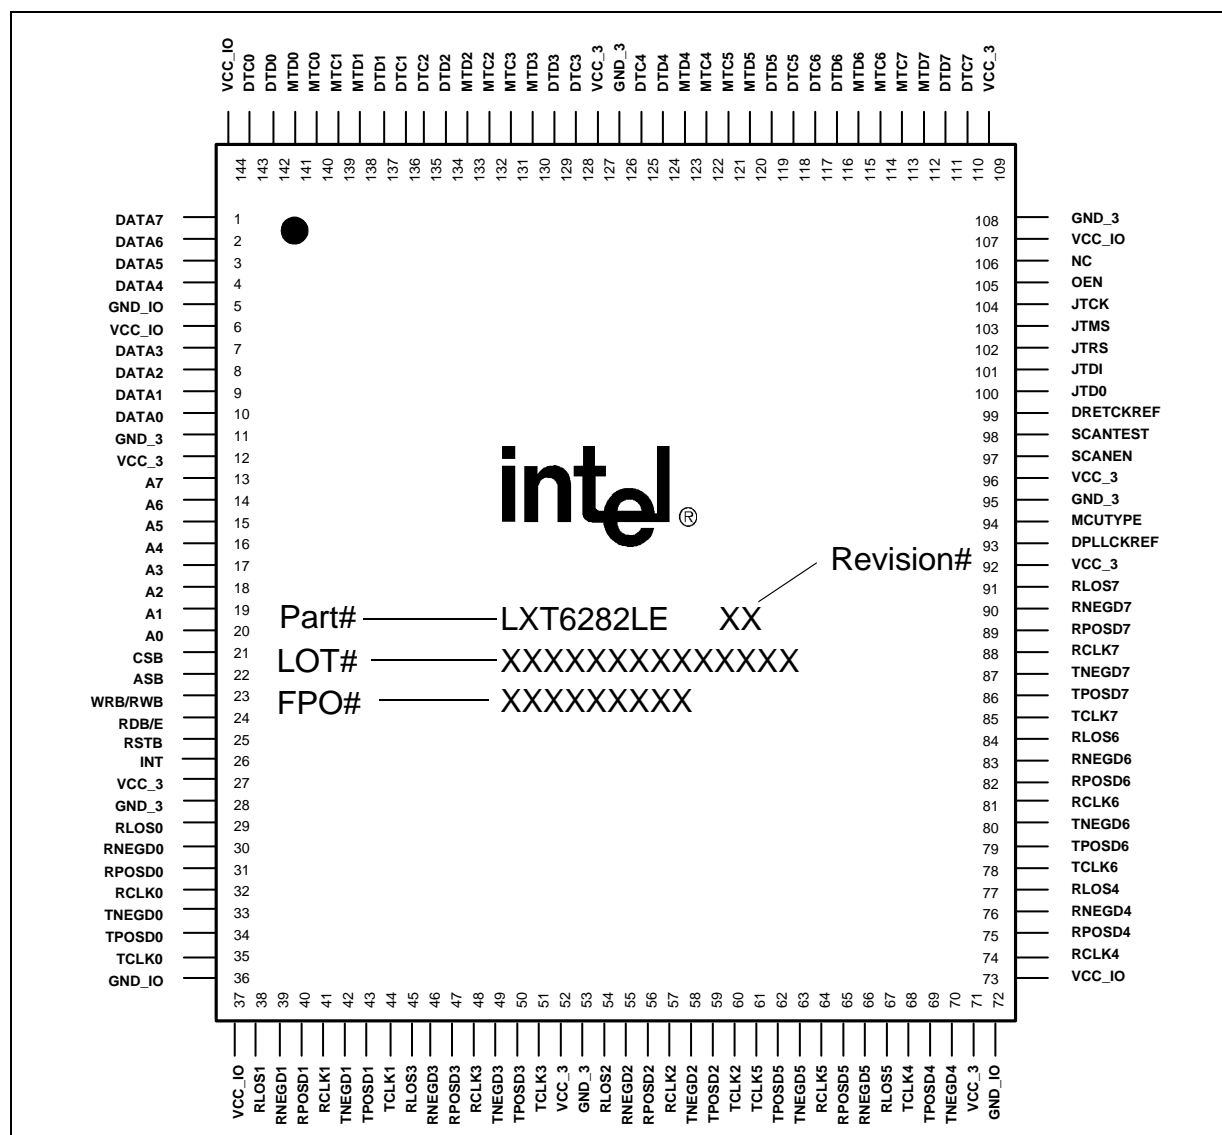 VCC_IO DTC0 DTD0 MTD0 MTC0 MTC1 MTD1 DTD1 DTC1 DTC2 DTD2 MTD2 MTC2 MTC3 MTD3 DTD3 DTC3 VCC_3 GND_3 DTC4 DTD4 MTD4 MTC4 MTC5 MTD5 DTD5 DTC5 DTC6 DTD6 MTD6 MTC6 MTC7 MTD7 DTD7 DTC7 VCC_3
144 143 142 141 140 139 138 137 136 135 134 133 132 131 130 129 128 127 126 125 124 123 122 121 120 119 118 117 116 115 114 113 112 111 110 109
DATA7 1 108 GND_3
DATA6 2 107 VCC_IO
DATA5 3 106 NC
DATA4 4 105 OEN
GND_IO 5 104 JTCK
VCC_IO 6 103 JTMS
DATA3 7 102 JTRS
DATA2 8 101 JTDI
DATA1 9 100 JTD0
DATA0 10 99 DRETCKREF
GND_3 11 98 SCANTEST
VCC_3 12 97 SCANEN
A7 13 96 VCC_3
A6 14 95 GND_3
A5 15 94 MCUTYPE
A4 16 93 DPLLCKREF
A3 17 92 VCC_3
A2 18 91 RLOS7
A1 19 90 RNEGD7
A0 20 89 RPOSD7
CSB 21 88 RCLK7
ASB 22 87 TNEGD7
WRB/RWB 23 86 TPOSD7
RDB/E 24 85 TCLK7
RSTB 25 84 RLOS6
INT 26 83 RNEGD6
VCC_3 27 82 RPOSD6
GND_3 28 81 RCLK6
RLOS0 29 80 TNEGD6
RNEGD0 30 79 TPOSD6
RPOSD0 31 78 TCLK6
RCLK0 32 77 RLOS4
TNEGD0 33 76 RNEGD4
TPOSD0 34 75 RPOSD4
TCLK0 35 74 RCLK4
GND_IO 36 73 VCC_IO
intel®
Revision#
Part# LXT6282LE XX
LOT# XXXXXXXXXXXXXX
FPO# XXXXXXXXX
37 38 39 40 41 42 43 44 45 46 47 48 49 50 51 52 53 54 55 56 57 58 59 60 61 62 63 64 65 66 67 68 69 70 71 72
VCC_IO RLOS1 RNEGD1 RPOSD1 RCLK1 TNEGD1 TPOSD1 TCLK1 RLOS3 RNEGD3 RPOSD3 RCLK3 TNEGD3 TPOSD3 TCLK3 VCC_3 GND_3 RLOS2 RNEGD2 RPOSD2 RCLK2 TNEGD2 TPOSD2 TCLK2 TCLK5 TPOSD5 TNEGD5 RCLK5 RPOSD5 RNEGD5 RLOS5 TCLK4 TPOSD4 TNEGD4 VCC_3 GND_IO